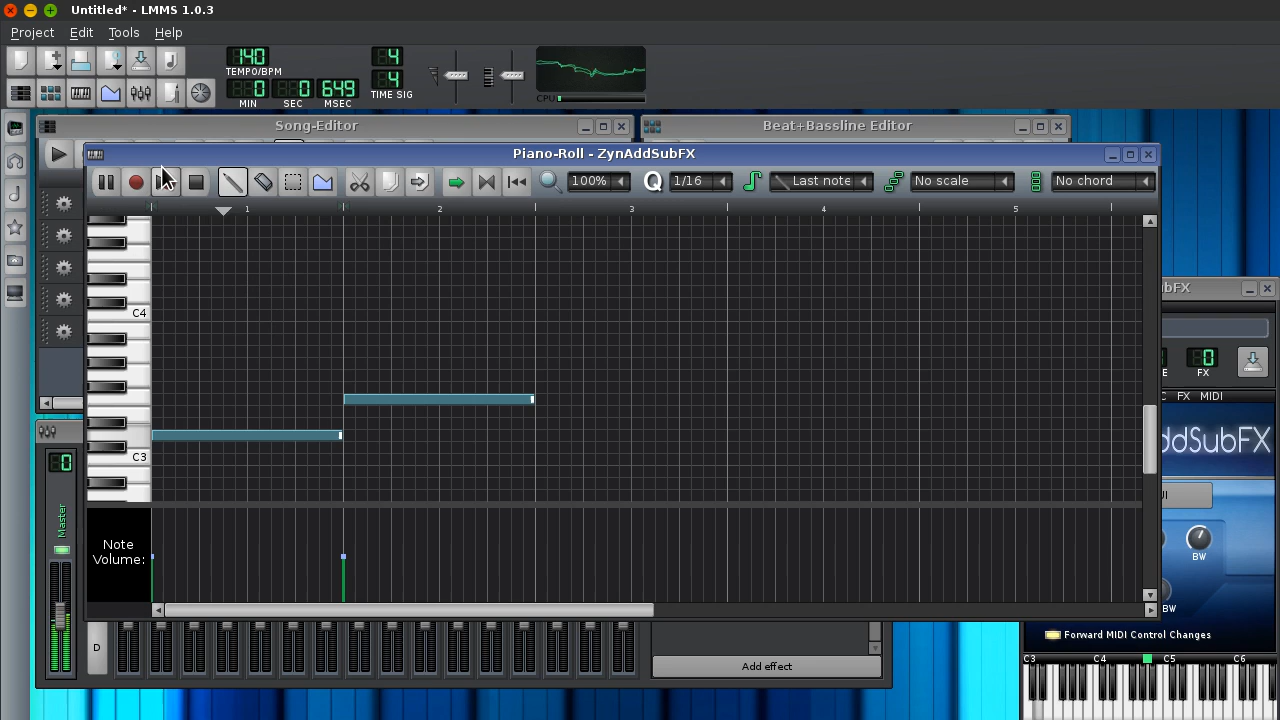 Untitled* - LMMS 1.0.3
Project Edit Tools Help
140
TEMPO/BPM
0 0 649
MIN SEC MSEC
4
4
TIME SIG
CPU
Song-Editor
Beat+Bassline Editor
Piano-Roll - ZynAddSubFX
100% Q 1/16 Last note No scale No chord
1 2 3 4 5
C4
C3
Note
Volume:
0
Master
D
Add effect
ubFX
0
E FX
C FX MIDI
ddSubFX
UI
BW
BW
Forward MIDI Control Changes
C3 C4 C5 C6